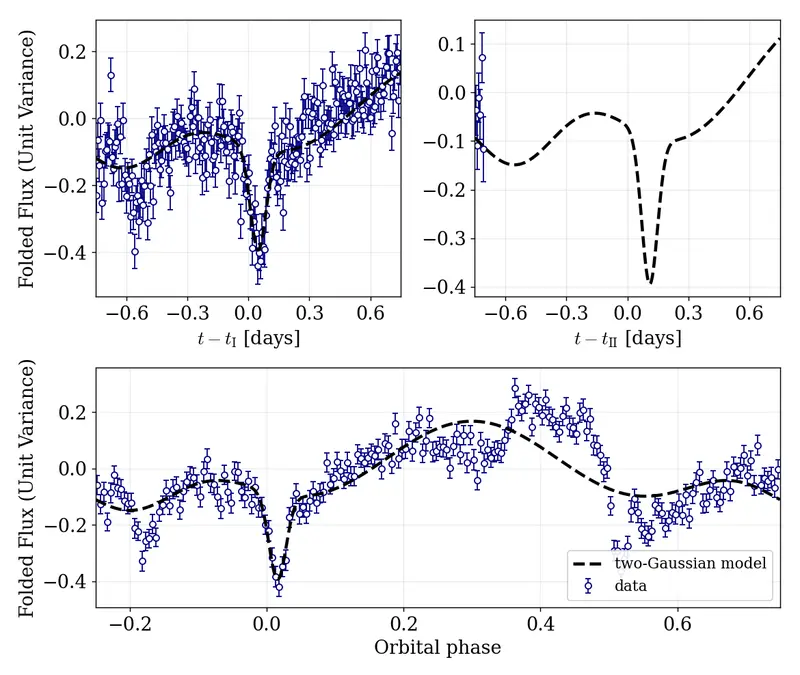 Folded Flux (Unit Variance)
0.2
0.0
−0.2
−0.4
−0.6 −0.3 0.0 0.3 0.6
t − t_I [days]
0.1
0.0
−0.1
−0.2
−0.3
−0.4
−0.6 −0.3 0.0 0.3 0.6
t − t_II [days]
Folded Flux (Unit Variance)
0.2
0.0
−0.2
−0.4
two-Gaussian model
data
−0.2 0.0 0.2 0.4 0.6
Orbital phase